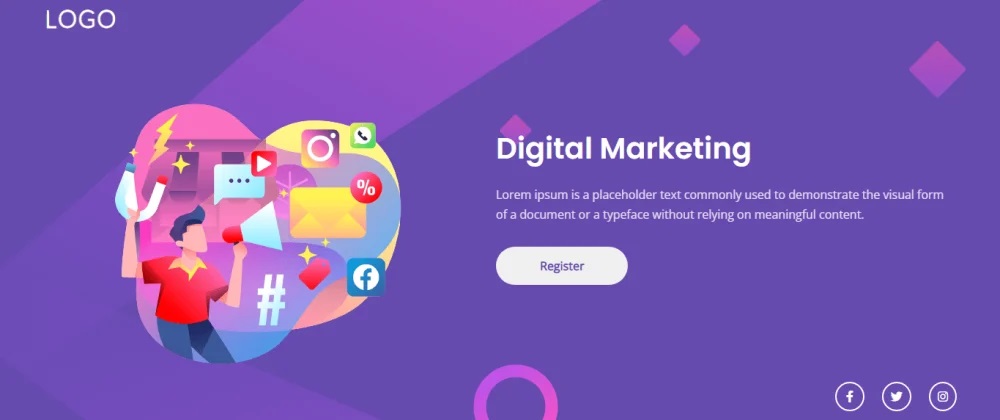 LOGO
Digital Marketing
Lorem ipsum is a placeholder text commonly used to demonstrate the visual form
of a document or a typeface without relying on meaningful content.
Register
%
#